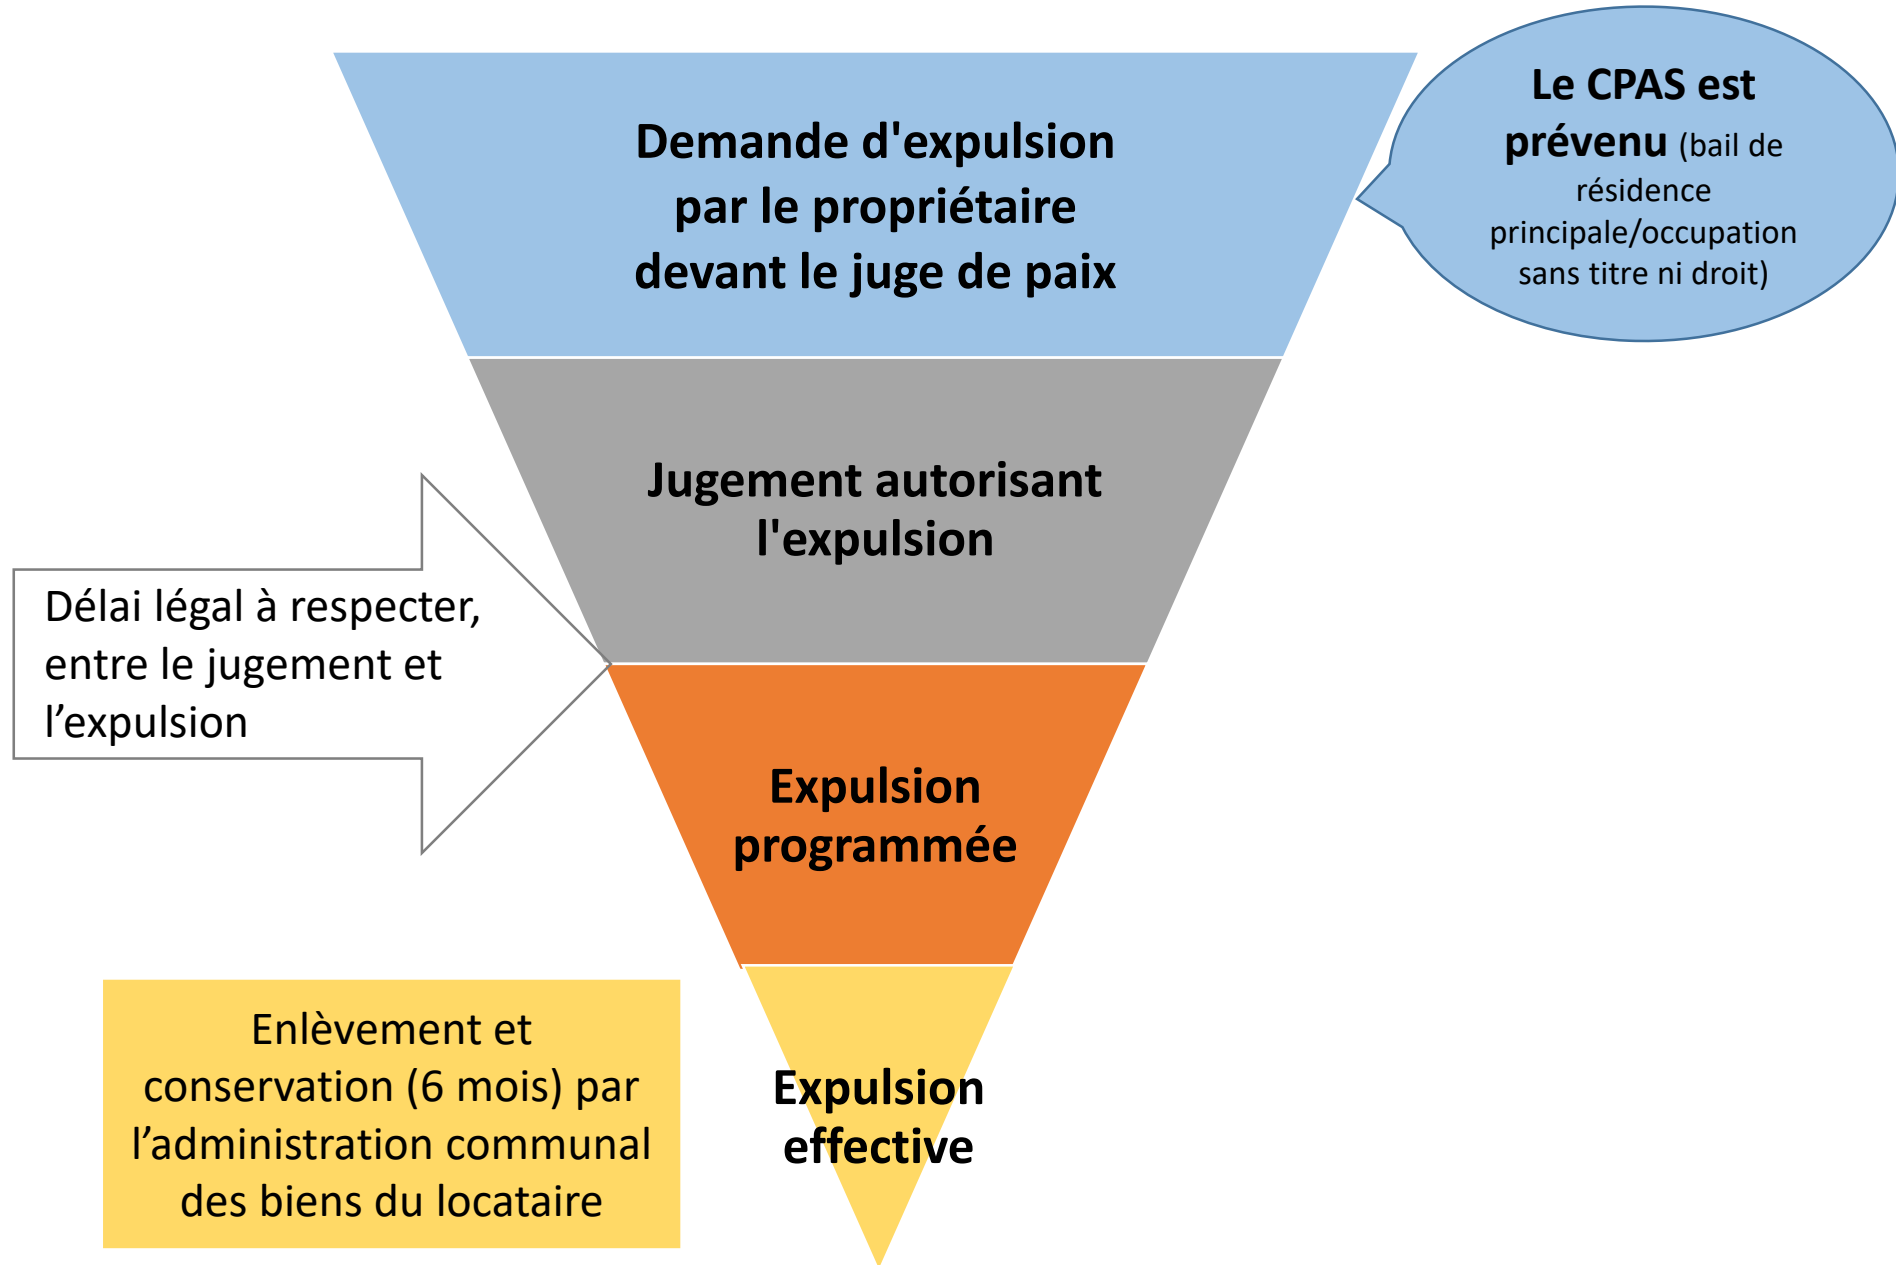 Demande d'expulsion
par le propriétaire
devant le juge de paix
Le CPAS est
prévenu (bail de
résidence
principale/occupation
sans titre ni droit)
Jugement autorisant
l'expulsion
Délai légal à respecter,
entre le jugement et
l’expulsion
Expulsion
programmée
Enlèvement et
conservation (6 mois) par
l’administration communal
des biens du locataire
Expulsion
effective